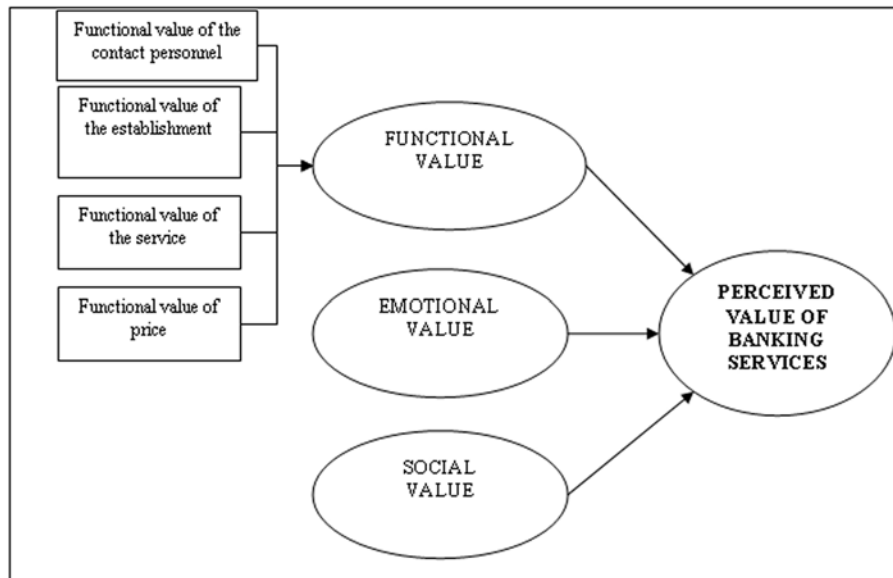 Functional value of the
contact personnel
Functional value of
the establishment
Functional value of
the service
Functional value of
price
FUNCTIONAL
VALUE
EMOTIONAL
VALUE
SOCIAL
VALUE
PERCEIVED
VALUE OF
BANKING
SERVICES